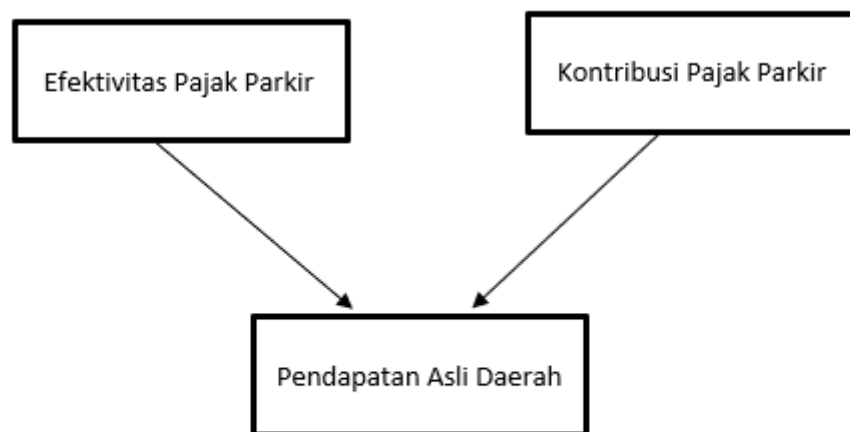 Efektivitas Pajak Parkir
Kontribusi Pajak Parkir
Pendapatan Asli Daerah